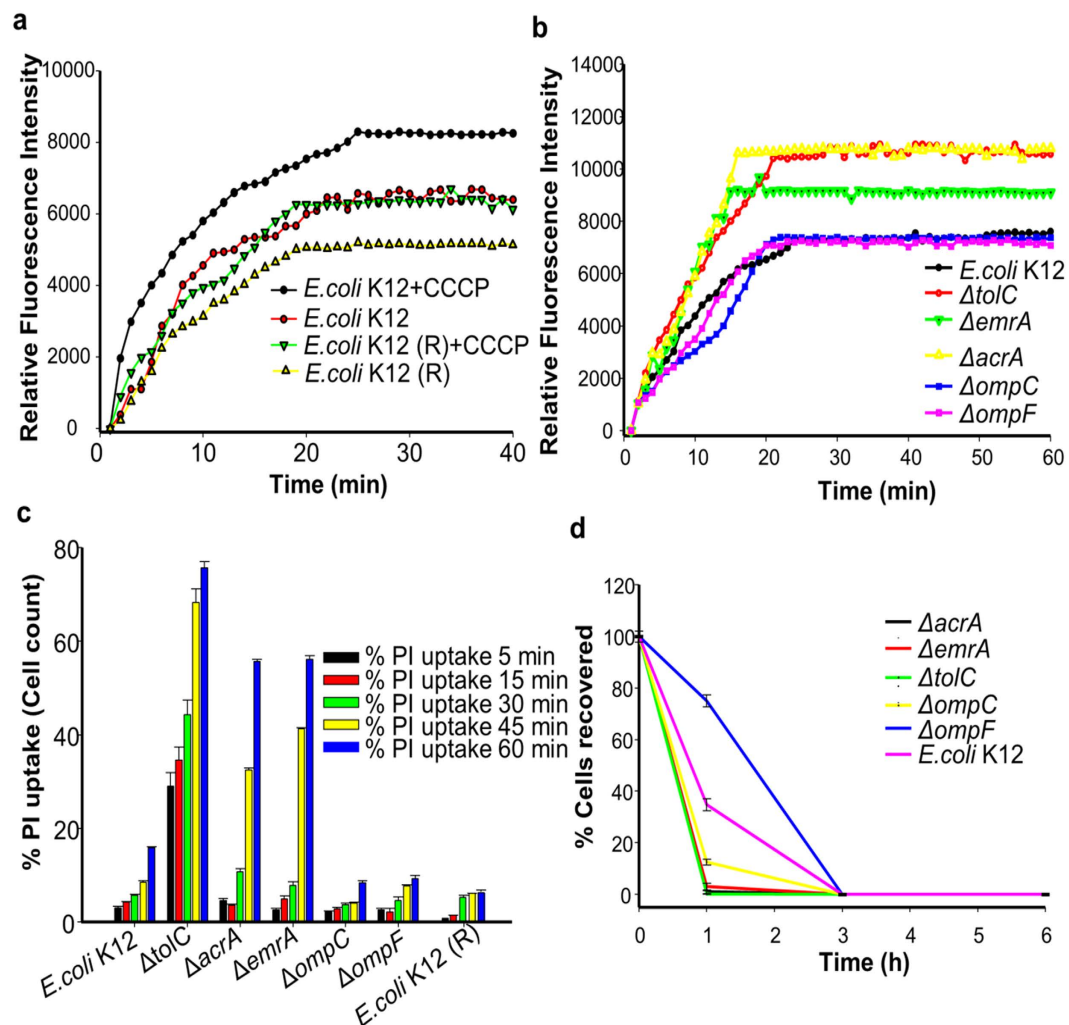 a
Relative Fluorescence Intensity
10000
8000
6000
4000
2000
0
0
10
20
30
40
Time (min)
E.coli K12+CCCP
E.coli K12
E.coli K12 (R)+CCCP
E.coli K12 (R)
b
Relative Fluorescence Intensity
14000
12000
10000
8000
6000
4000
2000
0
0
10
20
30
40
50
60
Time (min)
E.coli K12
ΔtolC
ΔemrA
ΔacrA
ΔompC
ΔompF
c
% PI uptake (Cell count)
80
60
40
20
0
% PI uptake 5 min
% PI uptake 15 min
% PI uptake 30 min
% PI uptake 45 min
% PI uptake 60 min
E.coli K12
ΔtolC
ΔacrA
ΔemrA
ΔompC
ΔompF
E.coli K12 (R)
d
% Cells recovered
120
100
80
60
40
20
0
0
1
2
3
4
5
6
Time (h)
ΔacrA
ΔemrA
ΔtolC
ΔompC
ΔompF
E.coli K12